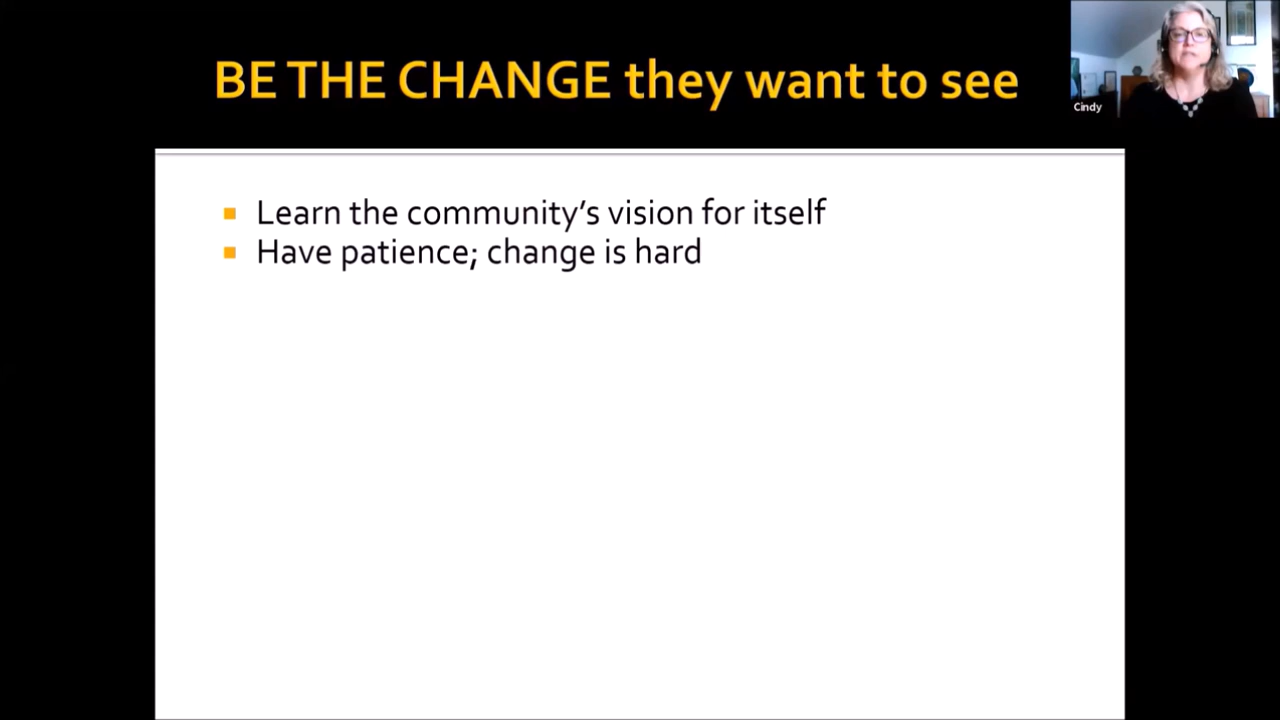 BE THE CHANGE they want to see
Cindy
Learn the community’s vision for itself
Have patience; change is hard